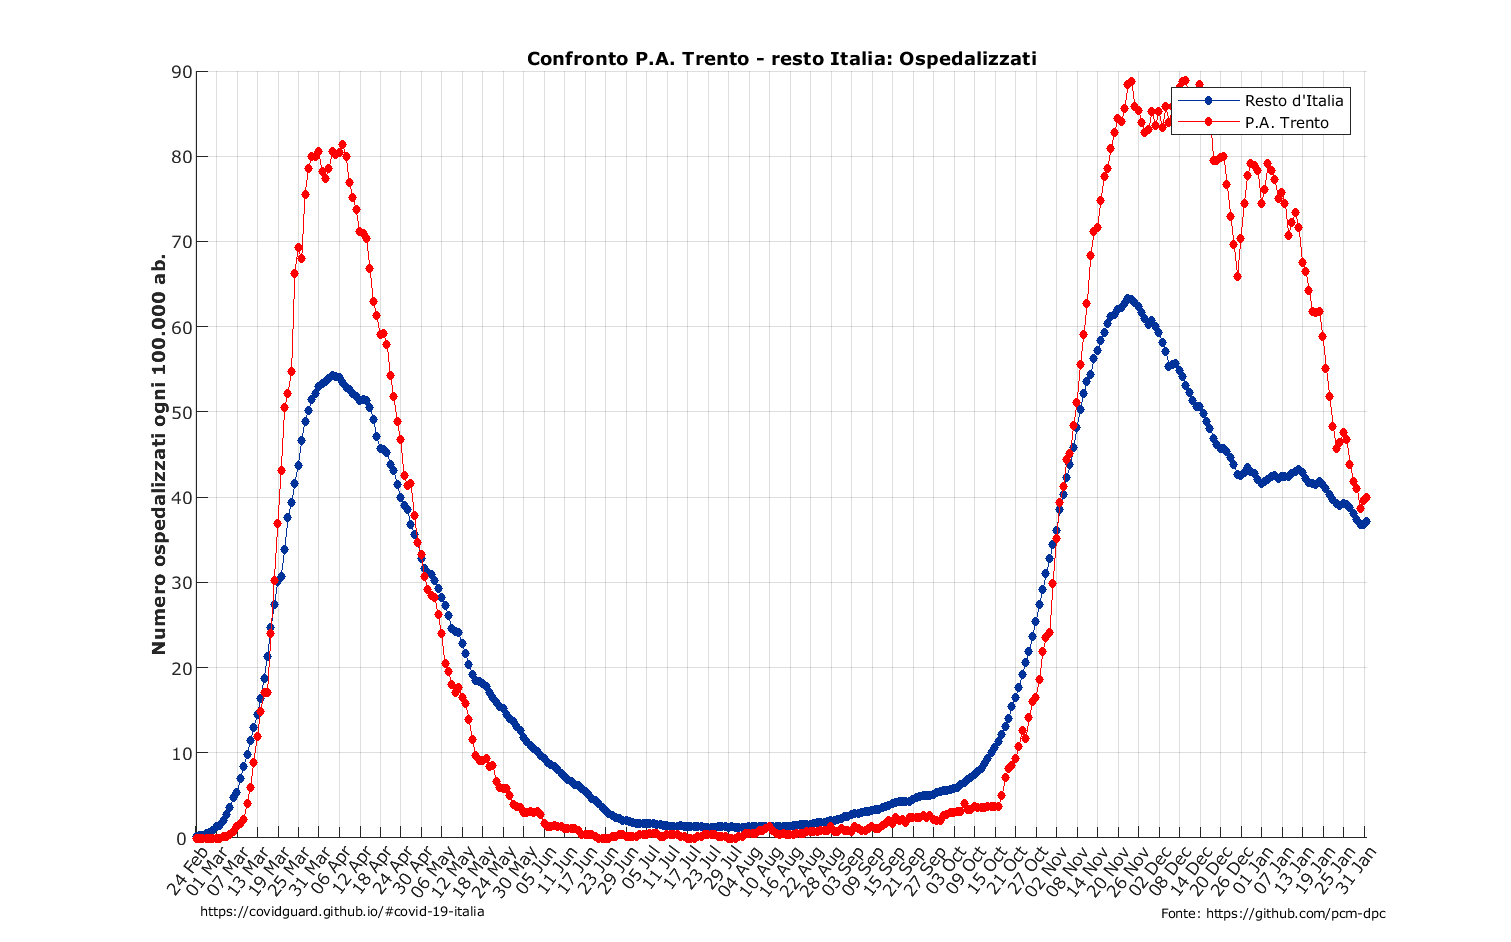 Confronto P.A. Trento - resto Italia: Ospedalizzati
Numero ospedalizzati ogni 100.000 ab.
90
80
70
60
50
40
30
20
10
0
Resto d'Italia
P.A. Trento
24 Feb
01 Mar
07 Mar
13 Mar
19 Mar
25 Mar
31 Mar
06 Apr
12 Apr
18 Apr
24 Apr
30 Apr
06 May
12 May
18 May
24 May
30 May
05 Jun
11 Jun
17 Jun
23 Jun
29 Jun
05 Jul
11 Jul
17 Jul
23 Jul
29 Jul
04 Aug
10 Aug
16 Aug
22 Aug
28 Aug
03 Sep
09 Sep
15 Sep
21 Sep
27 Sep
03 Oct
09 Oct
15 Oct
21 Oct
27 Oct
02 Nov
08 Nov
14 Nov
20 Nov
26 Nov
02 Dec
08 Dec
14 Dec
20 Dec
26 Dec
01 Jan
07 Jan
13 Jan
19 Jan
25 Jan
31 Jan
https://covidguard.github.io/#covid-19-italia
Fonte: https://github.com/pcm-dpc